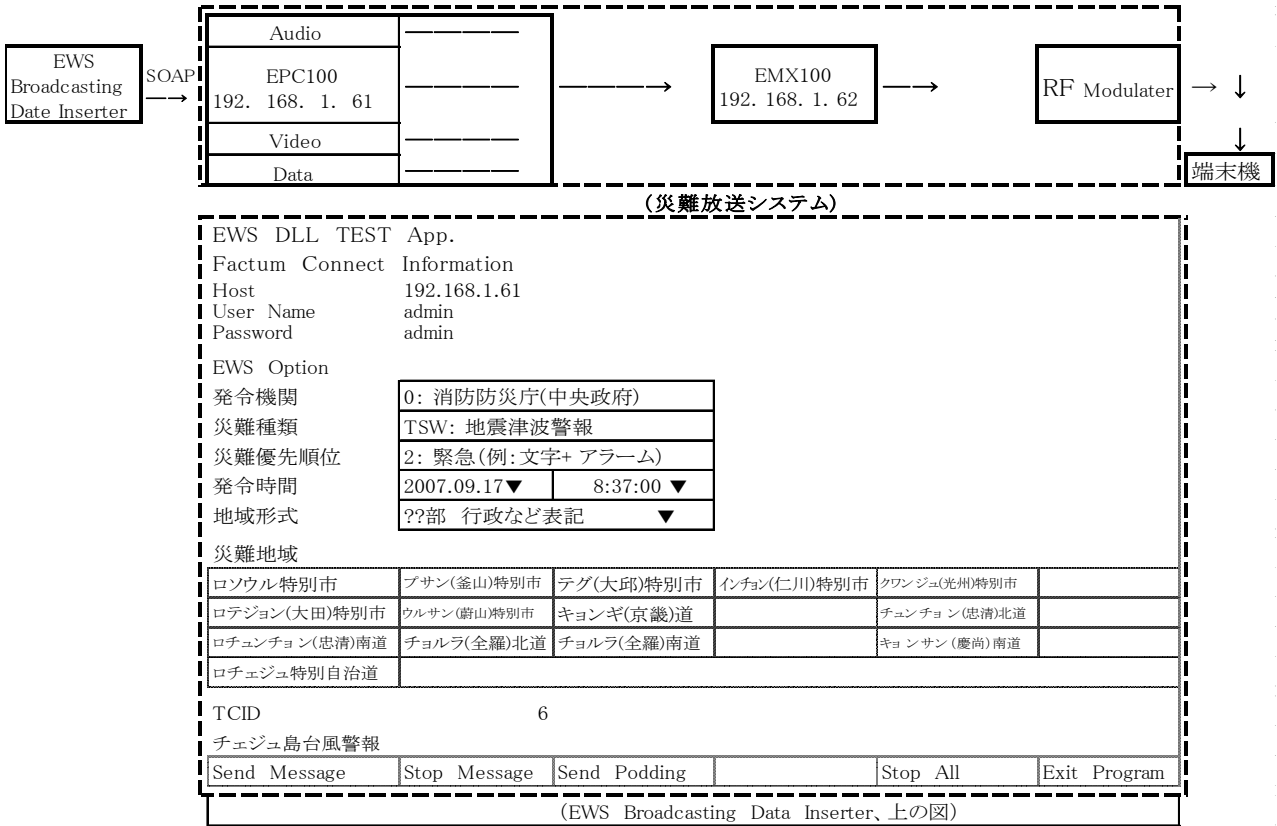 EWS
Broadcasting
Date Inserter
SOAP
Audio
EPC100
192. 168. 1. 61
Video
Data
EMX100
192. 168. 1. 62
RF Modulater
端末機
(災難放送システム)
EWS DLL TEST App.
Factum Connect Information
Host 192.168.1.61
User Name admin
Password admin
EWS Option
発令機関 0: 消防防災庁(中央政府)
災難種類 TSW: 地震津波警報
災難優先順位 2: 緊急(例:文字+ アラーム)
発令時間 2007.09.17▼ 8:37:00 ▼
地域形式 ??部 行政など表記 ▼
災難地域
ロソウル特別市 プサン(釜山)特別市 テグ(大邱)特別市 インチョン(仁川)特別市 クワンジュ(光州)特別市
ロテジョン(大田)特別市 ウルサン(蔚山)特別市 キョンギ(京畿)道 チュンチョン(忠清)北道
ロチュンチョン(忠清)南道 チョルラ(全羅)北道 チョルラ(全羅)南道 キョンサン(慶尚)南道
ロチェジュ特別自治道
TCID 6
チェジュ島台風警報
Send Message Stop Message Send Podding Stop All Exit Program
(EWS Broadcasting Data Inserter、上の図)